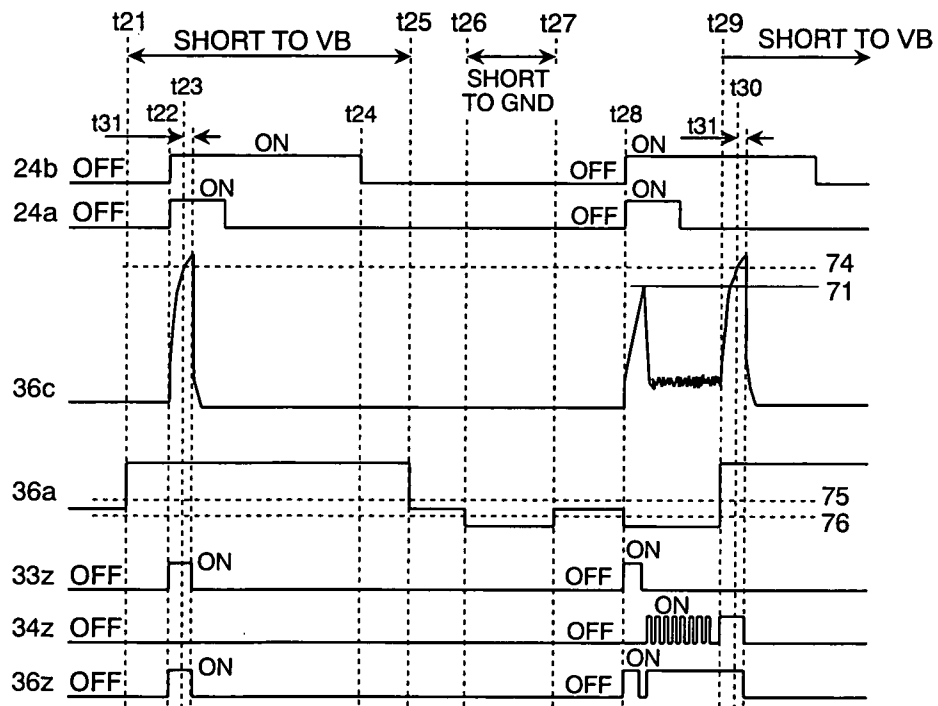 t21 t25 t26 t27 t29 SHORT TO VB
SHORT TO VB
t23 SHORT TO GND t30
t22 t24 t28
t31 t31
24b OFF ON OFF ON
24a OFF ON OFF ON
74
71
36c
36a 75
76
33z OFF ON OFF ON
34z OFF OFF ON
36z OFF ON OFF ON